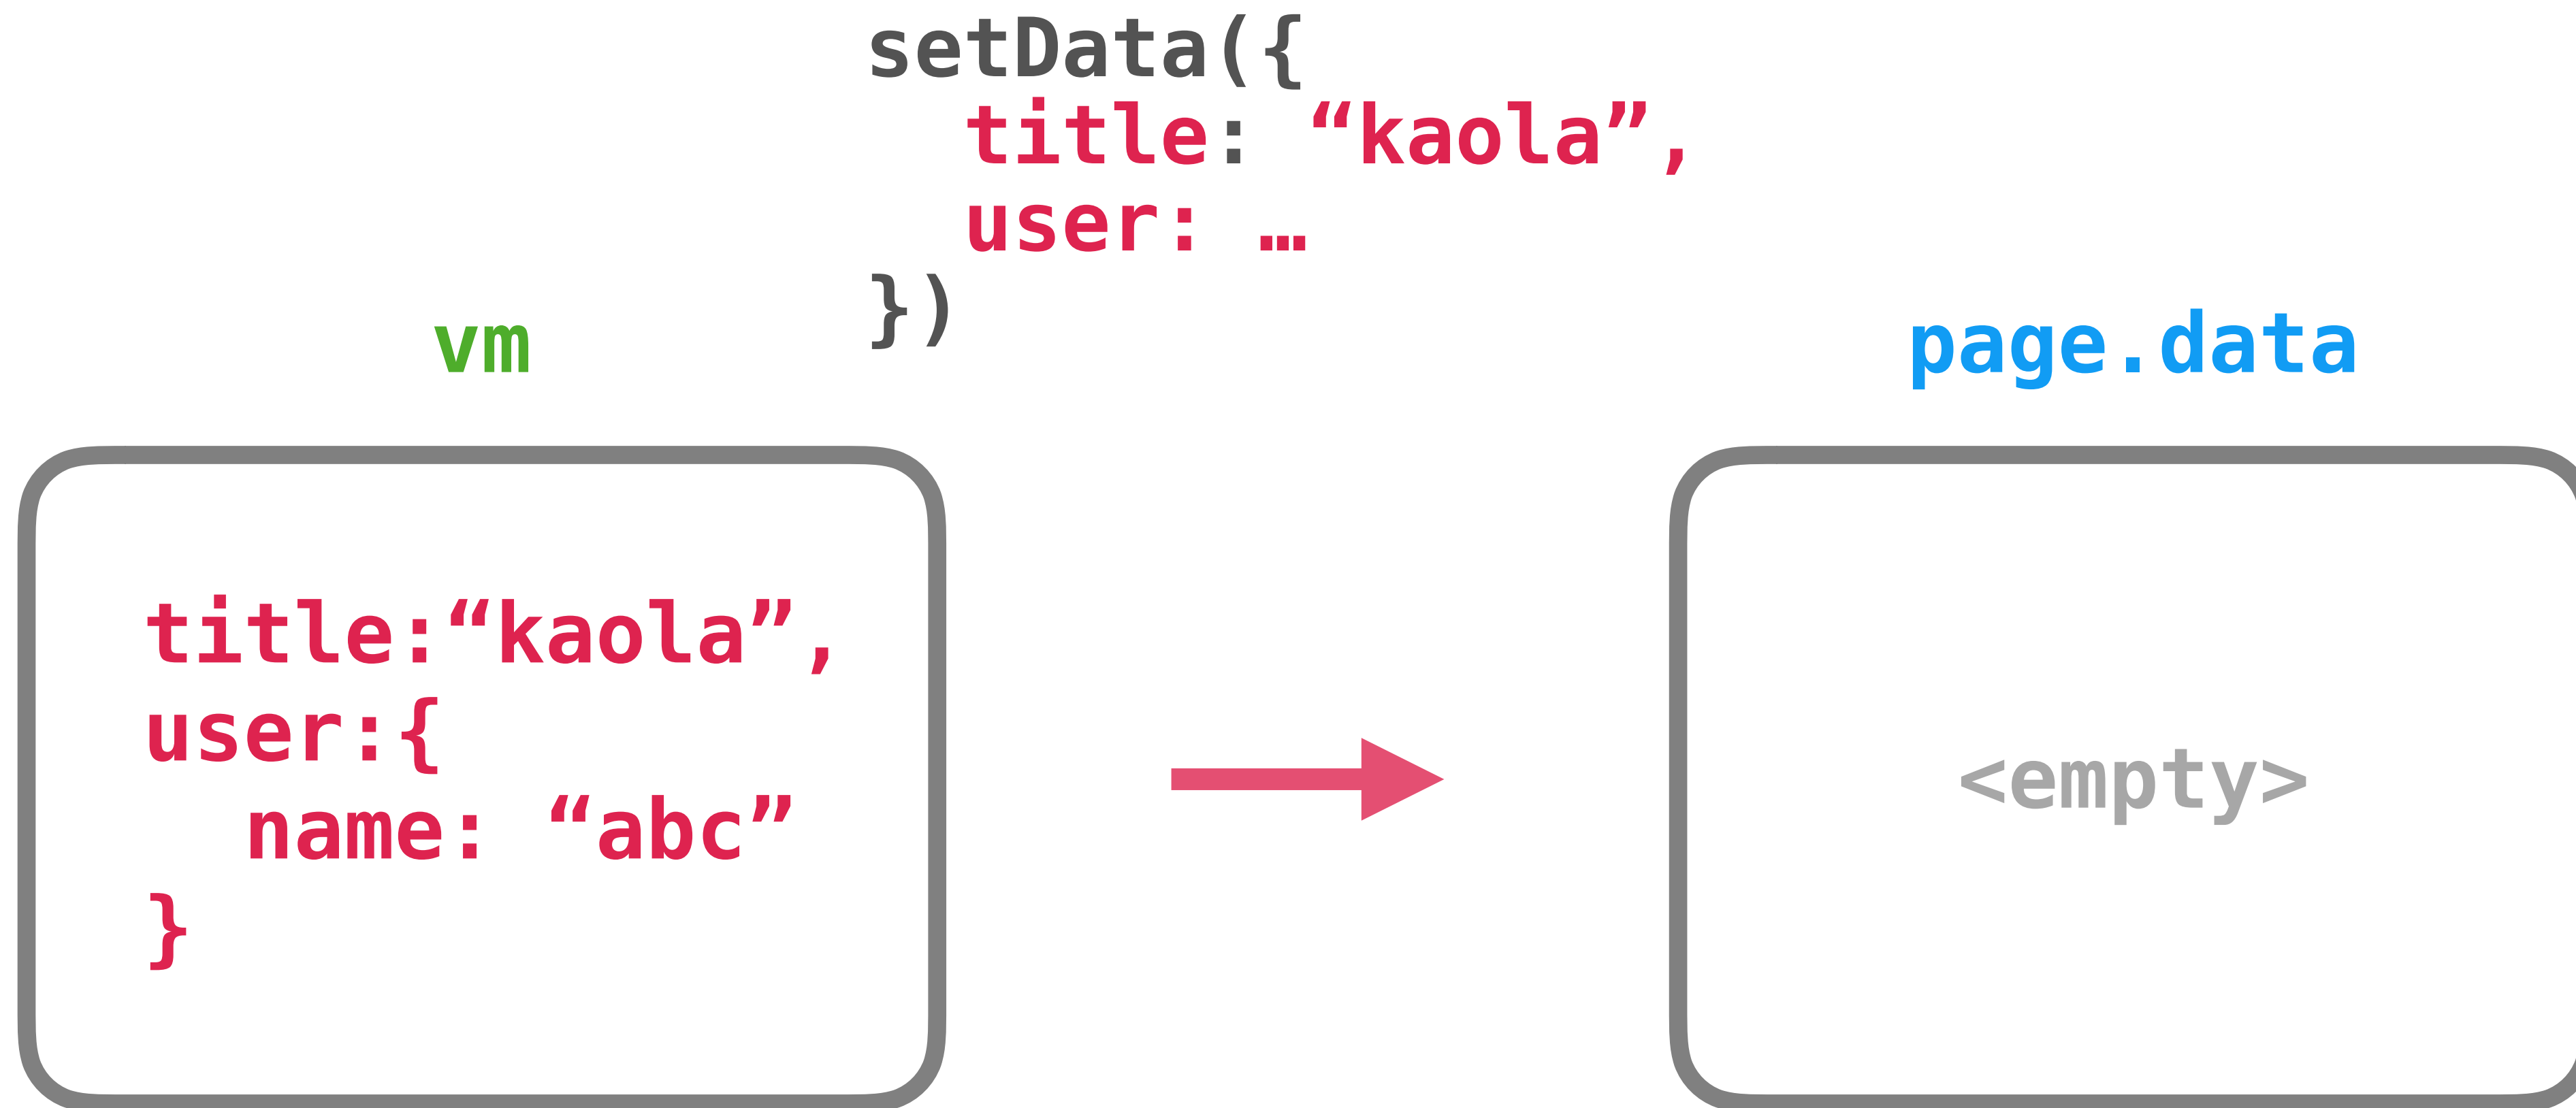 setData({
  title: “kaola”,
  user: …
})
vm
page.data
title:“kaola”,
user:{
  name: “abc”
}
<empty>